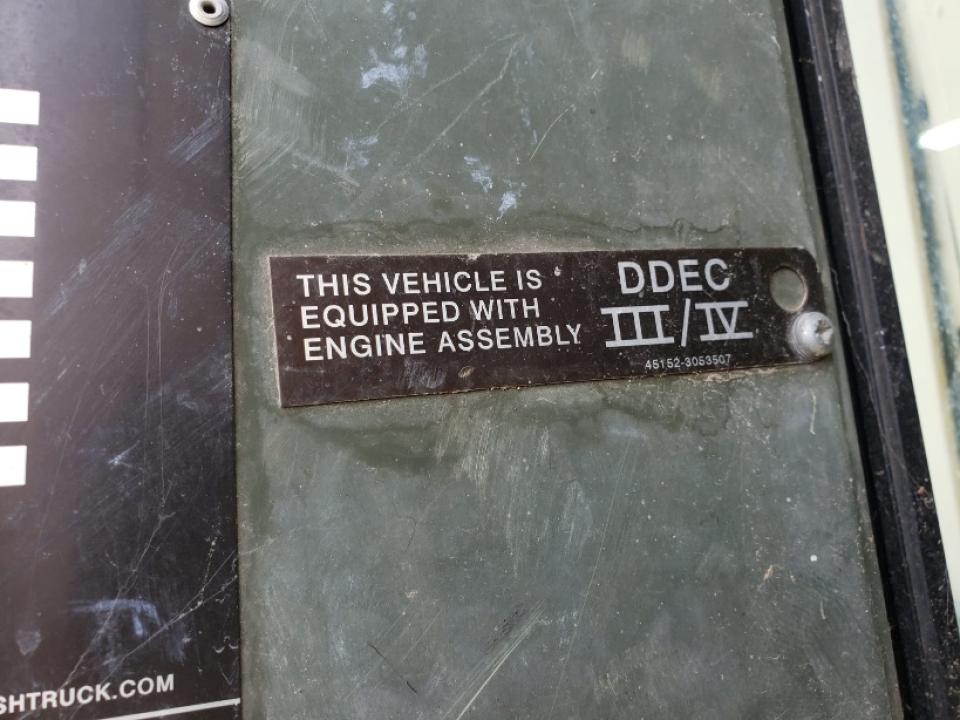 THIS VEHICLE IS
EQUIPPED WITH
ENGINE ASSEMBLY
DDEC
III/IV
45152-3053507
SHTRUCK.COM